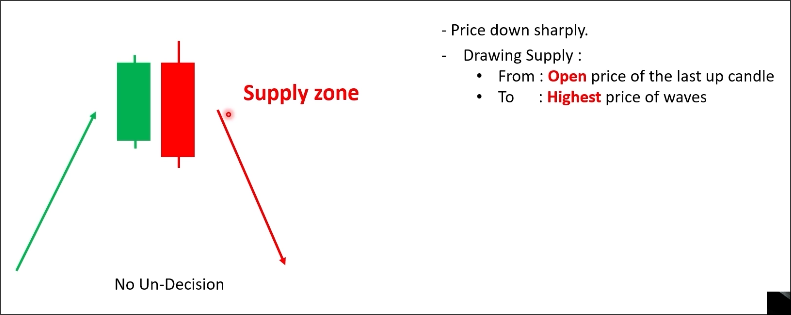 - Price down sharply.
- Drawing Supply :
• From : Open price of the last up candle
• To : Highest price of waves
Supply zone
No Un-Decision